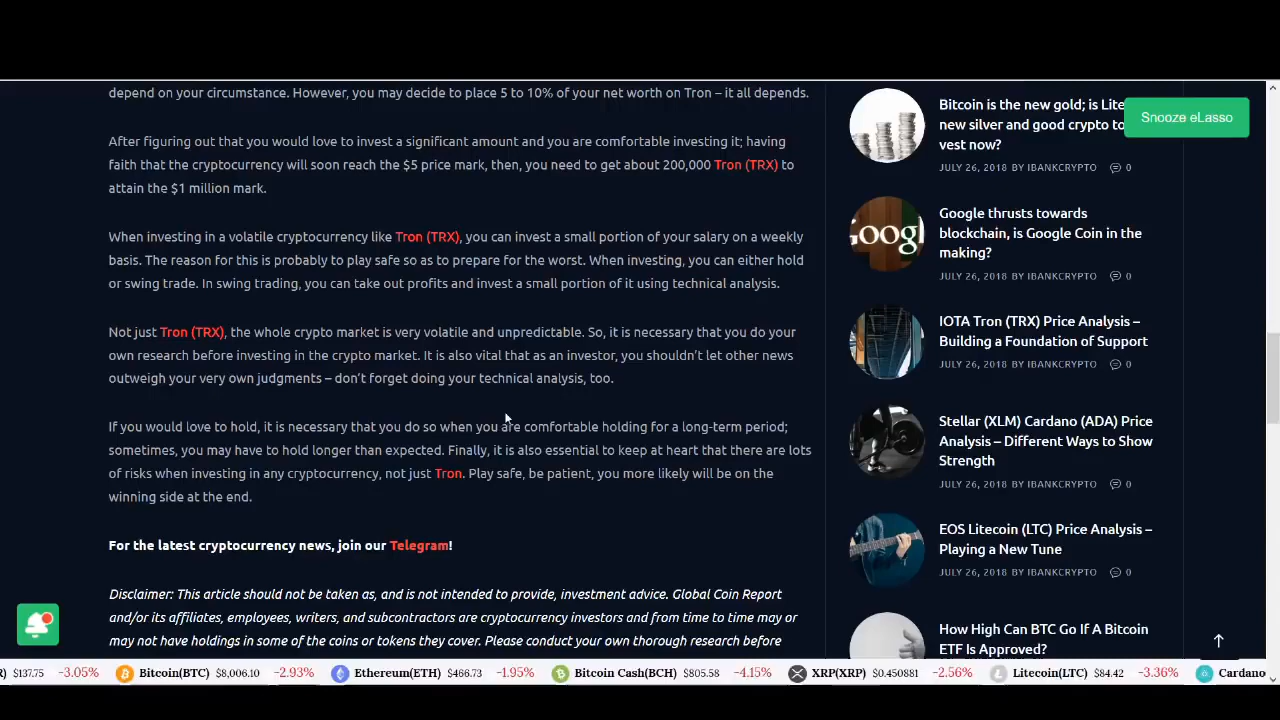 depend on your circumstance. However, you may decide to place 5 to 10% of your net worth on Tron – it all depends.
After figuring out that you would love to invest a significant amount and you are comfortable investing it; having
faith that the cryptocurrency will soon reach the $5 price mark, then, you need to get about 200,000 Tron (TRX) to
attain the $1 million mark.
When investing in a volatile cryptocurrency like Tron (TRX), you can invest a small portion of your salary on a weekly
basis. The reason for this is probably to play safe so as to prepare for the worst. When investing, you can either hold
or swing trade. In swing trading, you can take out profits and invest a small portion of it using technical analysis.
Not just Tron (TRX), the whole crypto market is very volatile and unpredictable. So, it is necessary that you do your
own research before investing in the crypto market. It is also vital that as an investor, you shouldn't let other news
outweigh your very own judgments – don't forget doing your technical analysis, too.
If you would love to hold, it is necessary that you do so when you are comfortable holding for a long-term period;
sometimes, you may have to hold longer than expected. Finally, it is also essential to keep at heart that there are lots
of risks when investing in any cryptocurrency, not just Tron. Play safe, be patient, you more likely will be on the
winning side at the end.
For the latest cryptocurrency news, join our Telegram!
Disclaimer: This article should not be taken as, and is not intended to provide, investment advice. Global Coin Report
and/or its affiliates, employees, writers, and subcontractors are cryptocurrency investors and from time to time may or
may not have holdings in some of the coins or tokens they cover. Please conduct your own thorough research before
Snooze eLasso
Bitcoin is the new gold; is Lite
new silver and good crypto to
vest now?
JULY 26, 2018 BY IBANKCRYPTO 0
Googl
Google thrusts towards
blockchain, is Google Coin in the
making?
JULY 26, 2018 BY IBANKCRYPTO 0
IOTA Tron (TRX) Price Analysis –
Building a Foundation of Support
JULY 26, 2018 BY IBANKCRYPTO 0
Stellar (XLM) Cardano (ADA) Price
Analysis – Different Ways to Show
Strength
JULY 26, 2018 BY IBANKCRYPTO 0
EOS Litecoin (LTC) Price Analysis –
Playing a New Tune
JULY 26, 2018 BY IBANKCRYPTO 0
How High Can BTC Go If A Bitcoin
ETF Is Approved?
) $137.75 -3.05% Bitcoin(BTC) $8,006.10 -2.93% Ethereum(ETH) $466.73 -1.95% Bitcoin Cash(BCH) $805.58 -4.15% XRP(XRP) $0.450881 -2.56% Litecoin(LTC) $84.42 -3.36% Cardano